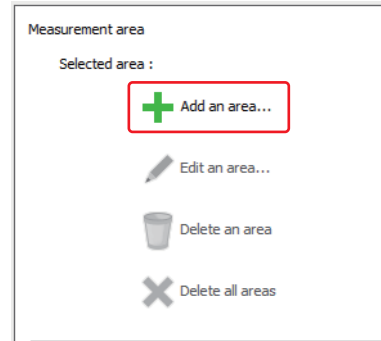 Measurement area
Selected area :
Add an area...
Edit an area...
Delete an area
Delete all areas